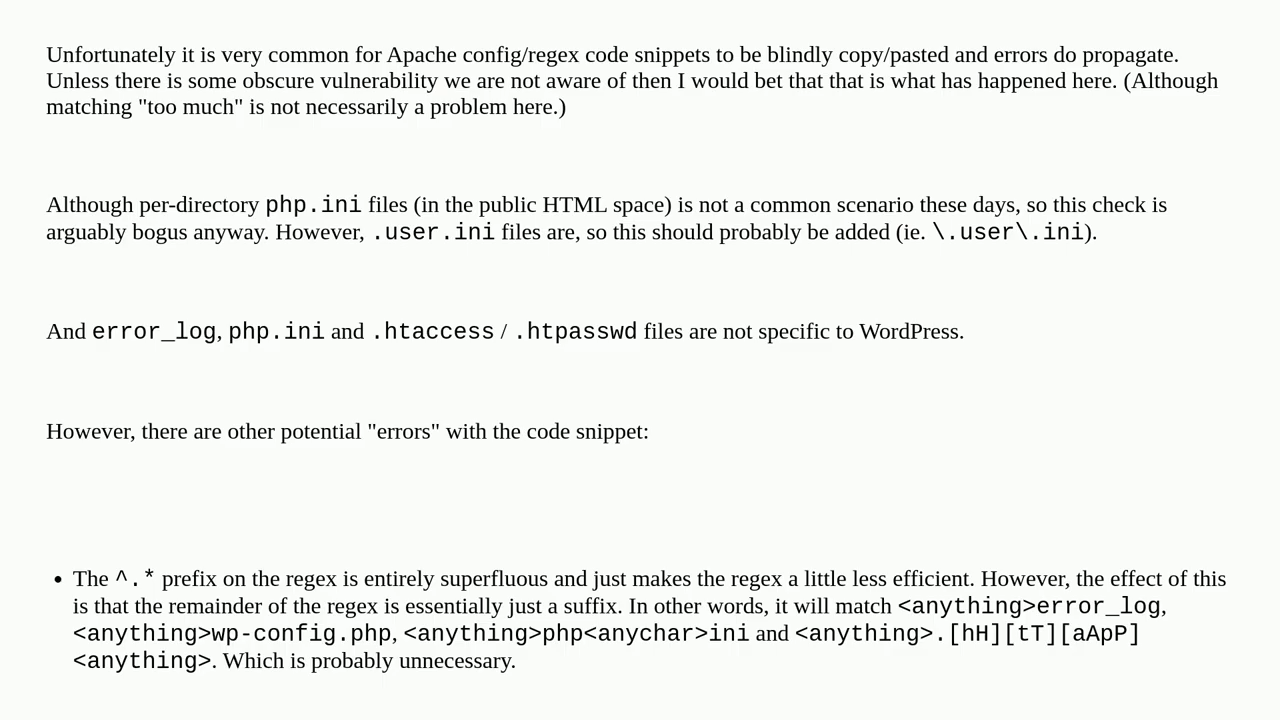 Unfortunately it is very common for Apache config/regex code snippets to be blindly copy/pasted and errors do propagate.
Unless there is some obscure vulnerability we are not aware of then I would bet that that is what has happened here. (Although
matching "too much" is not necessarily a problem here.)
Although per-directory php.ini files (in the public HTML space) is not a common scenario these days, so this check is
arguably bogus anyway. However, .user.ini files are, so this should probably be added (ie. \.user\.ini).
And error_log, php.ini and .htaccess / .htpasswd files are not specific to WordPress.
However, there are other potential "errors" with the code snippet:
• The ^.* prefix on the regex is entirely superfluous and just makes the regex a little less efficient. However, the effect of this
is that the remainder of the regex is essentially just a suffix. In other words, it will match <anything>error_log,
<anything>wp-config.php, <anything>php<anychar>ini and <anything>.[hH][tT][aApP]
<anything>. Which is probably unnecessary.